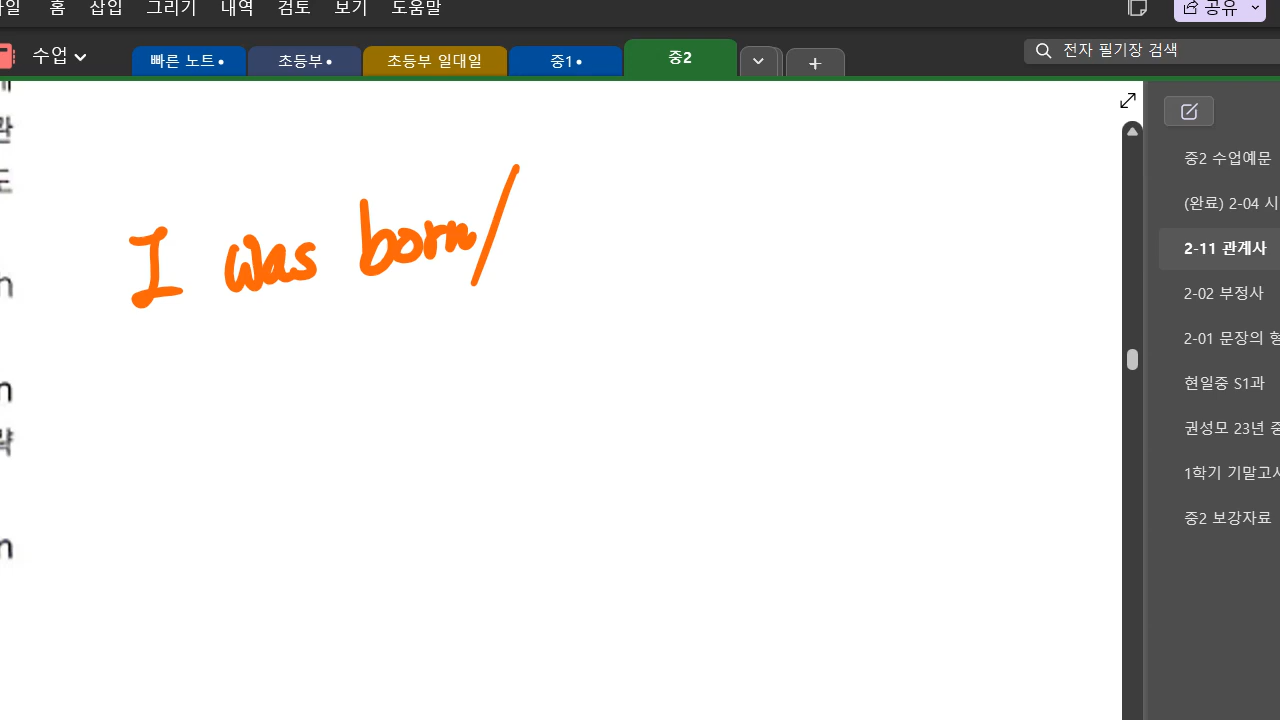 홈 삽입 그리기 내역 검토 보기 도움말 공유
수업 빠른 노트 초등부 초등부 일대일 중1 중2 + 전자 필기장 검색
I was born/
중2 수업예문
(완료) 2-04 시
2-11 관계사
2-02 부정사
2-01 문장의 형
현일중 S1과
권성모 23년 중
1학기 기말고사
중2 보강자료